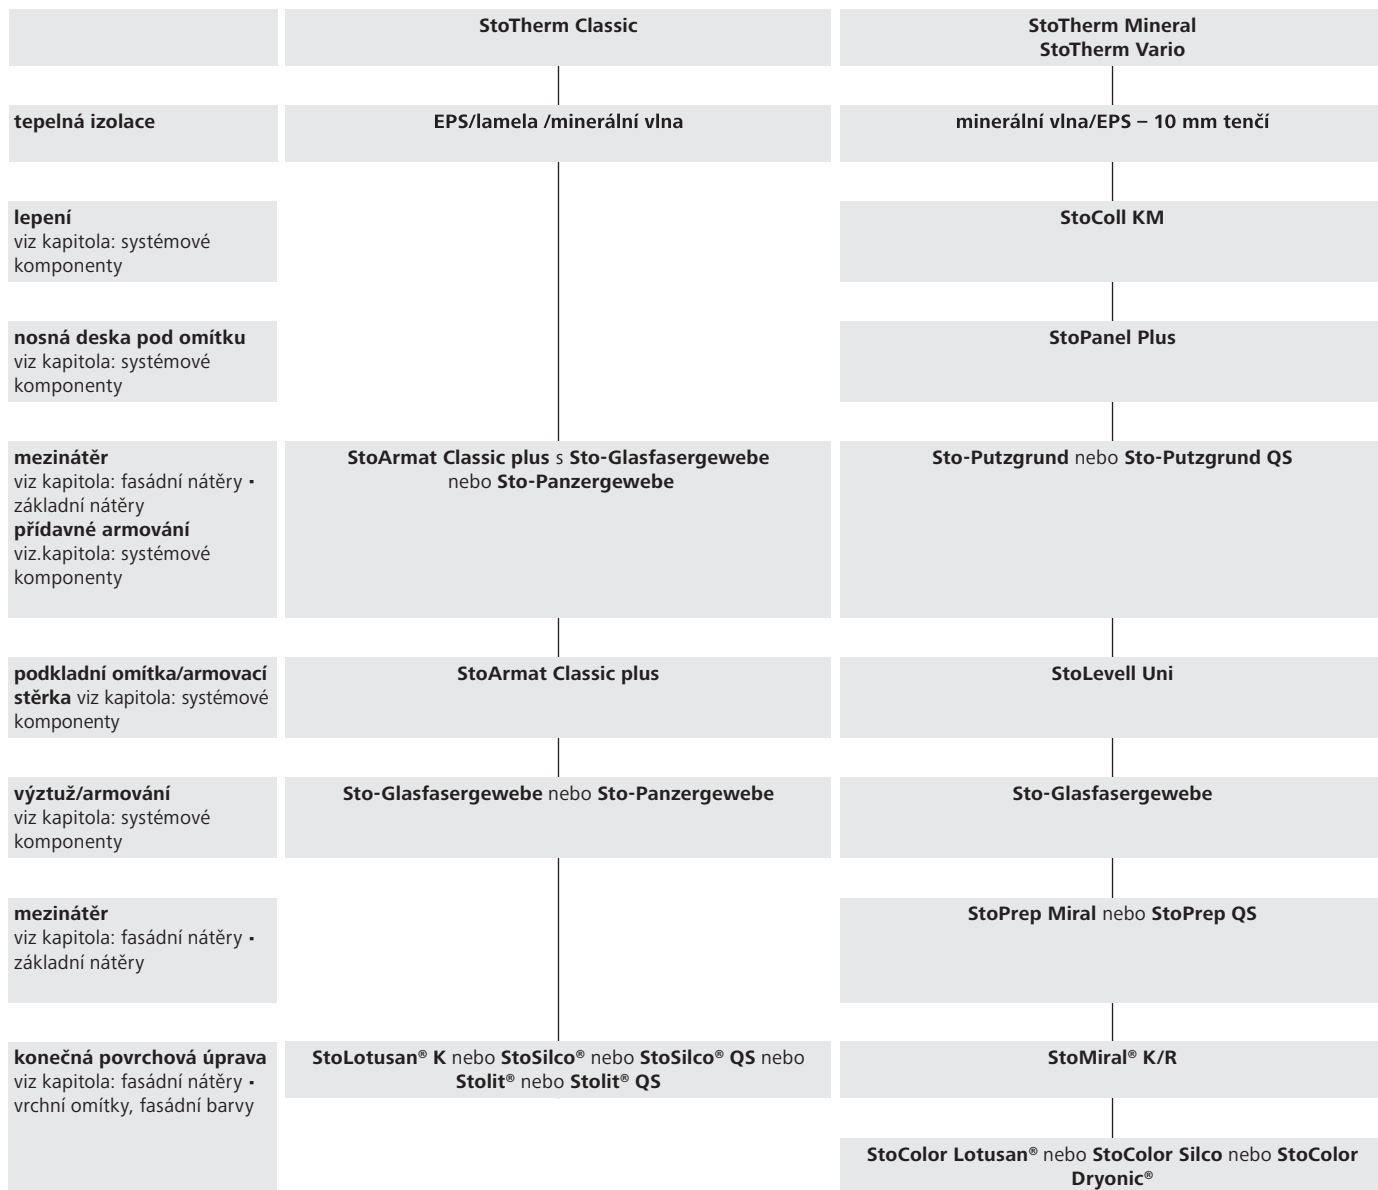 StoTherm Classic
StoTherm Mineral
StoTherm Vario
tepelná izolace
EPS/lamela /minerální vlna
minerální vlna/EPS – 10 mm tenčí
lepení
viz kapitola: systémové
komponenty
StoColl KM
nosná deska pod omítku
viz kapitola: systémové
komponenty
StoPanel Plus
mezinátěr
viz kapitola: fasádní nátěry ▪
základní nátěry
přídavné armování
viz.kapitola: systémové
komponenty
StoArmat Classic plus s Sto-Glasfasergewebe
nebo Sto-Panzergewebe
Sto-Putzgrund nebo Sto-Putzgrund QS
podkladní omítka/armovací
stěrka viz kapitola: systémové
komponenty
StoArmat Classic plus
StoLevell Uni
výztuž/armování
viz kapitola: systémové
komponenty
Sto-Glasfasergewebe nebo Sto-Panzergewebe
Sto-Glasfasergewebe
mezinátěr
viz kapitola: fasádní nátěry ▪
základní nátěry
StoPrep Miral nebo StoPrep QS
konečná povrchová úprava
viz kapitola: fasádní nátěry ▪
vrchní omítky, fasádní barvy
StoLotusan® K nebo StoSilco® nebo StoSilco® QS nebo
Stolit® nebo Stolit® QS
StoMiral® K/R
StoColor Lotusan® nebo StoColor Silco nebo StoColor
Dryonic®